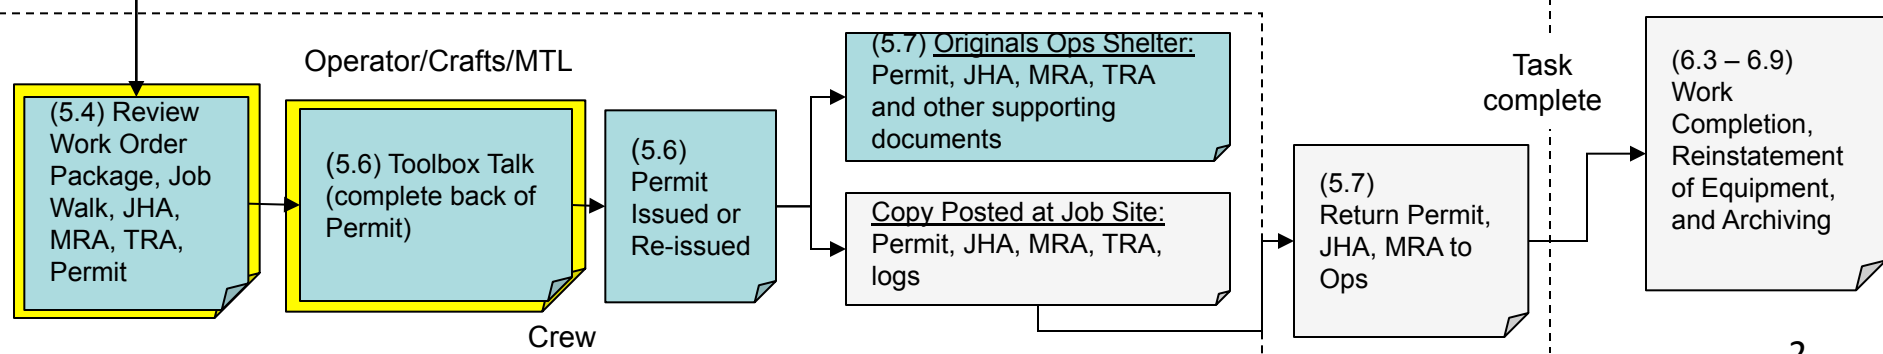 Operator/Crafts/MTL
(5.4) Review
Work Order
Package, Job
Walk, JHA,
MRA, TRA,
Permit
(5.6) Toolbox Talk
(complete back of
Permit)
Crew
(5.6)
Permit
Issued or
Re-issued
(5.7) Originals Ops Shelter:
Permit, JHA, MRA, TRA
and other supporting
documents
Copy Posted at Job Site:
Permit, JHA, MRA, TRA,
logs
(5.7)
Return Permit,
JHA, MRA to
Ops
Task
complete
(6.3 – 6.9)
Work
Completion,
Reinstatement
of Equipment,
and Archiving
2